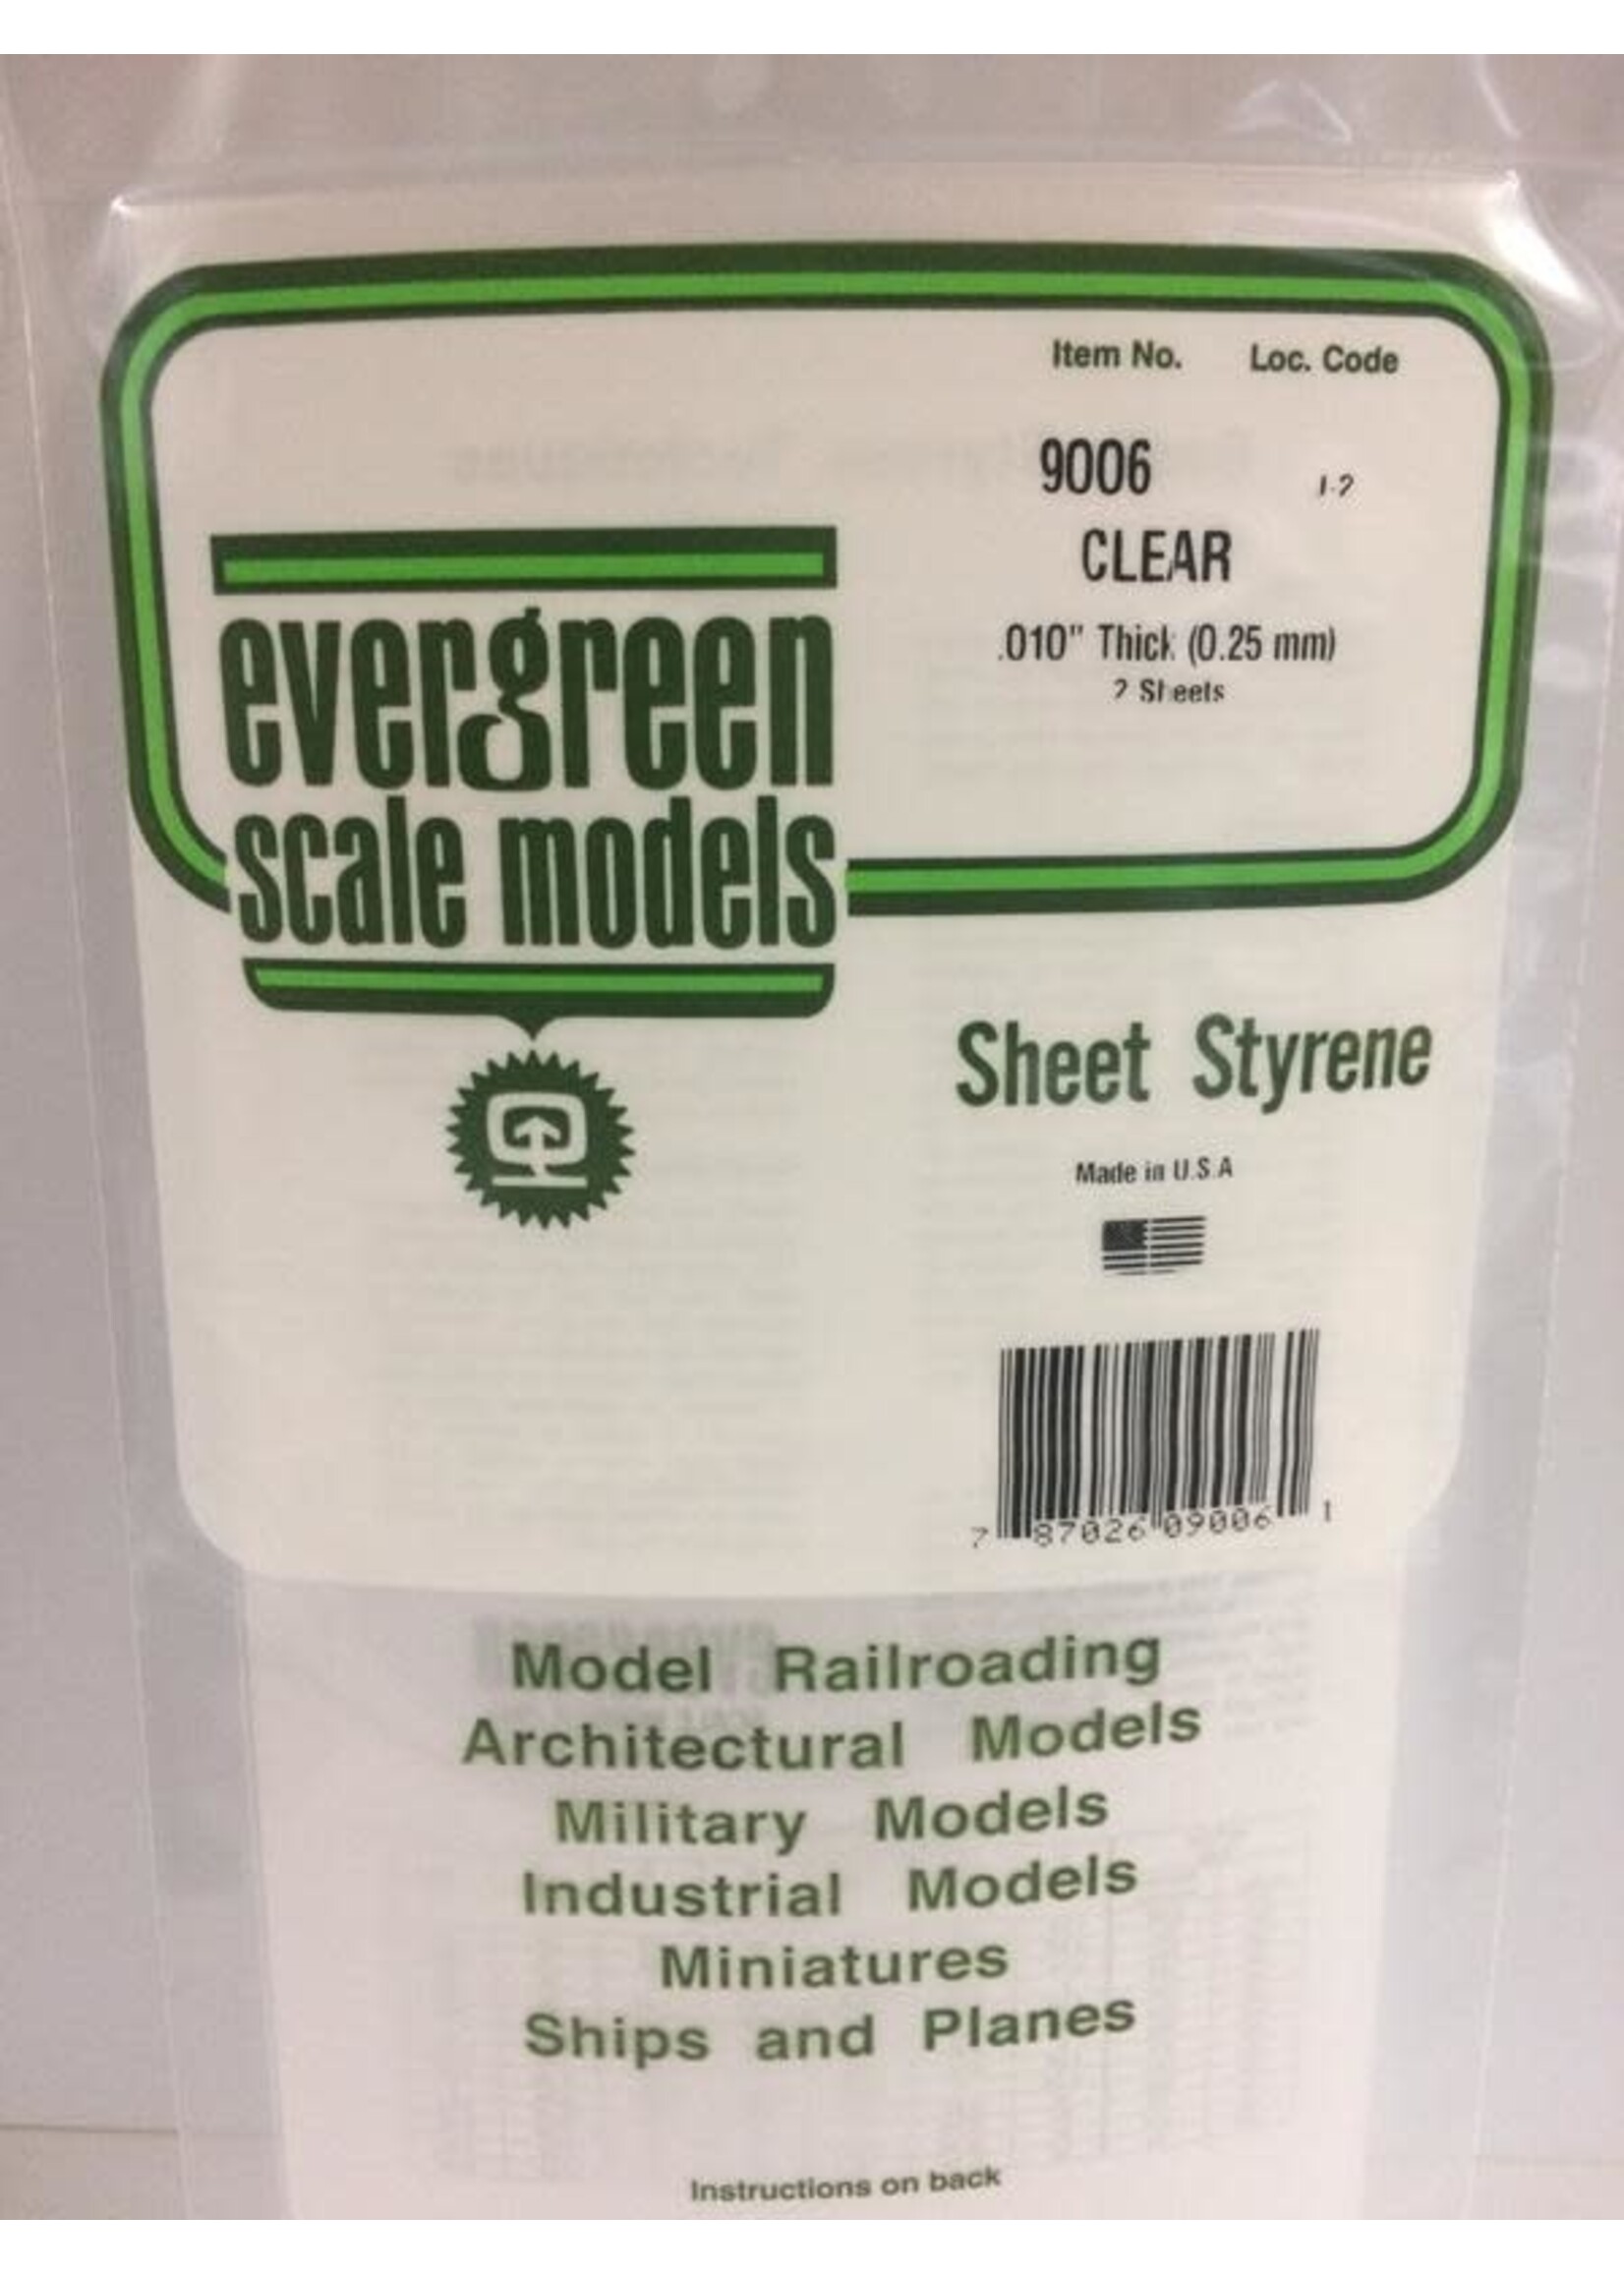 Item No. Loc. Code
9006 1-2
CLEAR
.010" Thick (0.25 mm)
2 Sheets
evergreen
scale models
Sheet Styrene
Made in U.S.A
7 87026 09006 1
Model Railroading
Architectural Models
Military Models
Industrial Models
Miniatures
Ships and Planes
Instructions on back